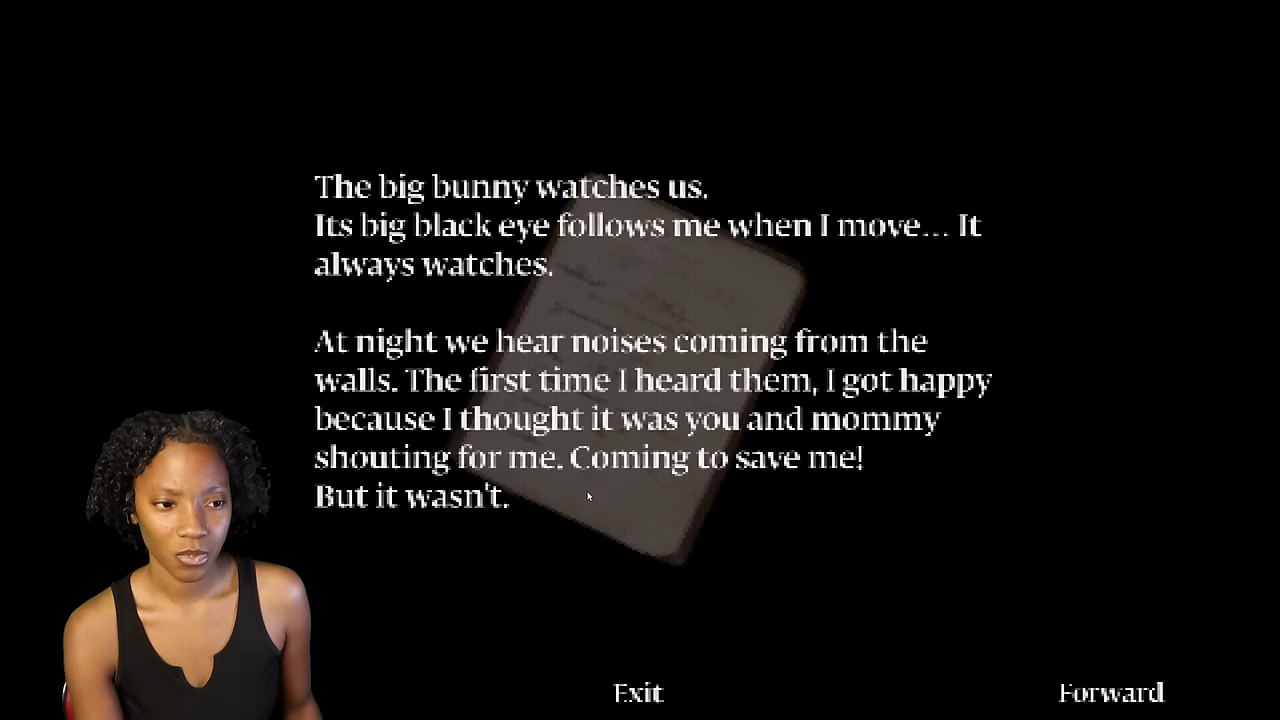 The big bunny watches us.
Its big black eye follows me when I move... It
always watches.
At night we hear noises coming from the
walls. The first time I heard them, I got happy
because I thought it was you and mommy
shouting for me. Coming to save me!
But it wasn't.
Exit
Forward